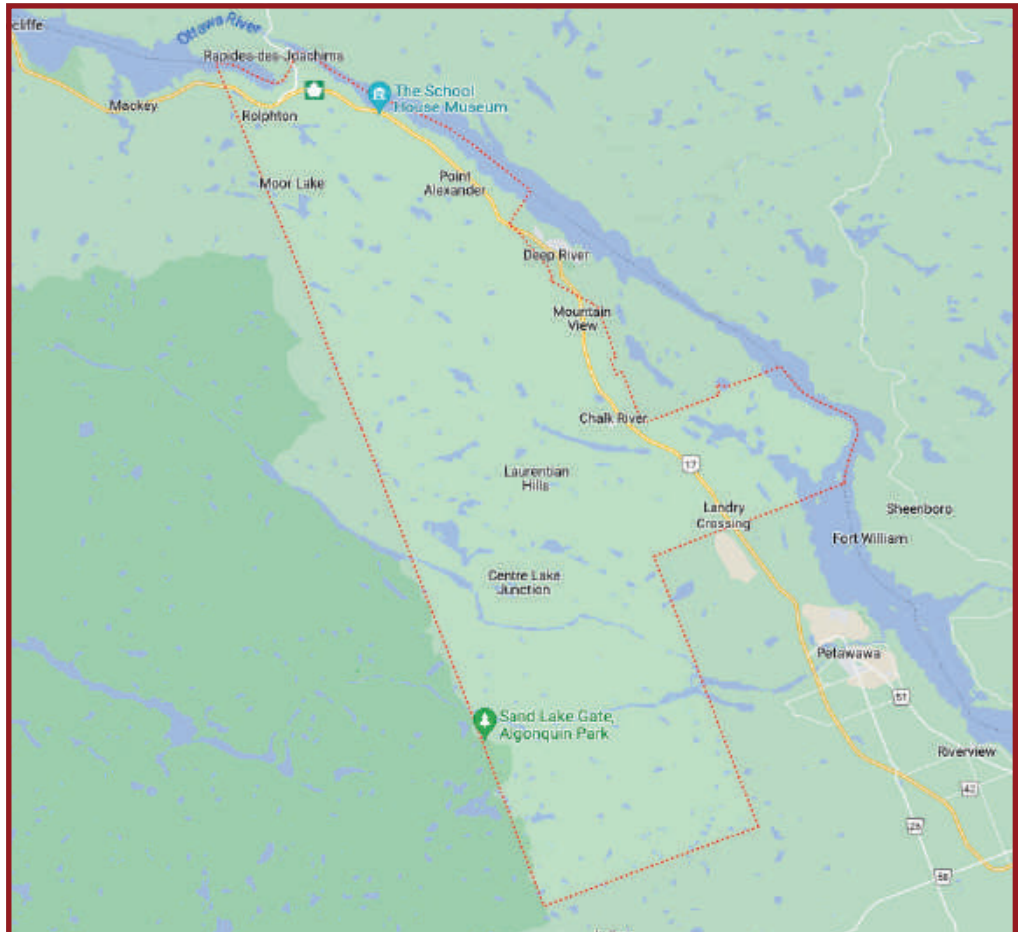 cliffe
Ottawa River
Rapides-des-Joachims
Mackey
Rolphton
The School
House Museum
Moor Lake
Point
Alexander
Deep River
Mountain
View
Chalk River
17
Laurentian
Hills
Landry
Crossing
Sheenboro
Fort William
Centre Lake
Junction
Petawawa
51
Sand Lake Gate,
Algonquin Park
Riverview
42
26
58